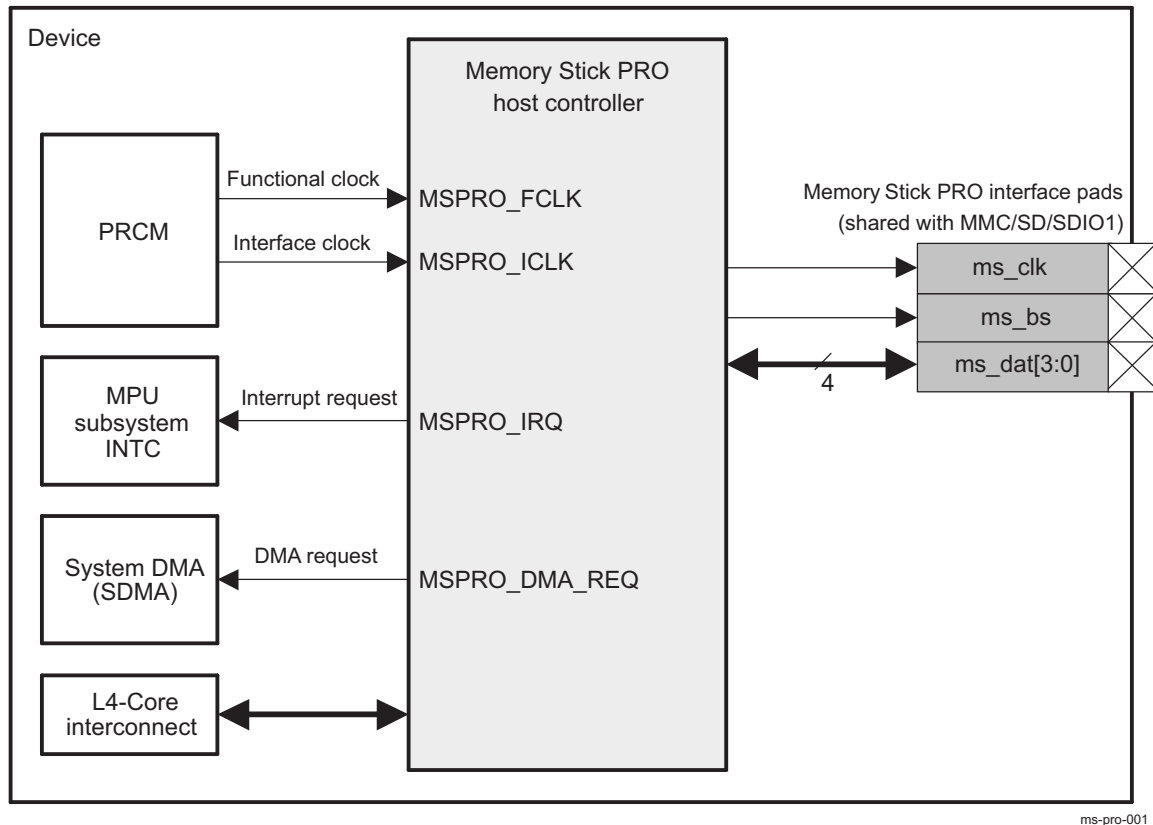 Device
Memory Stick PRO
host controller
PRCM
Functional clock
MSPRO_FCLK
Interface clock
MSPRO_ICLK
Memory Stick PRO interface pads
(shared with MMC/SD/SDIO1)
ms_clk
ms_bs
ms_dat[3:0]
4
MPU
subsystem
INTC
Interrupt request
MSPRO_IRQ
System DMA
(SDMA)
DMA request
MSPRO_DMA_REQ
L4-Core
interconnect
ms-pro-001